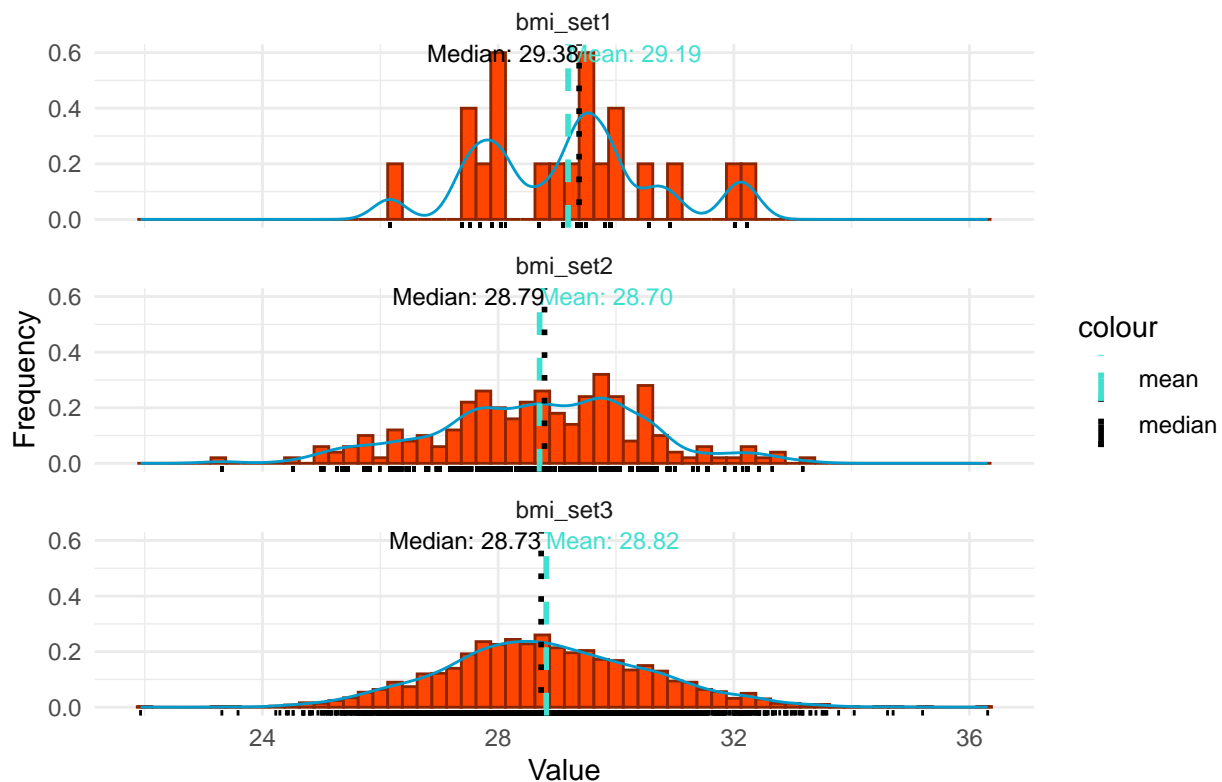 bmi_set1
Median: 29.38 Mean: 29.19
0.6
0.4
0.2
0.0
bmi_set2
Median: 28.79 Mean: 28.70
0.6
0.4
0.2
0.0
bmi_set3
Median: 28.73 Mean: 28.82
0.6
0.4
0.2
0.0
24 28 32 36
Value
Frequency
colour
mean
median